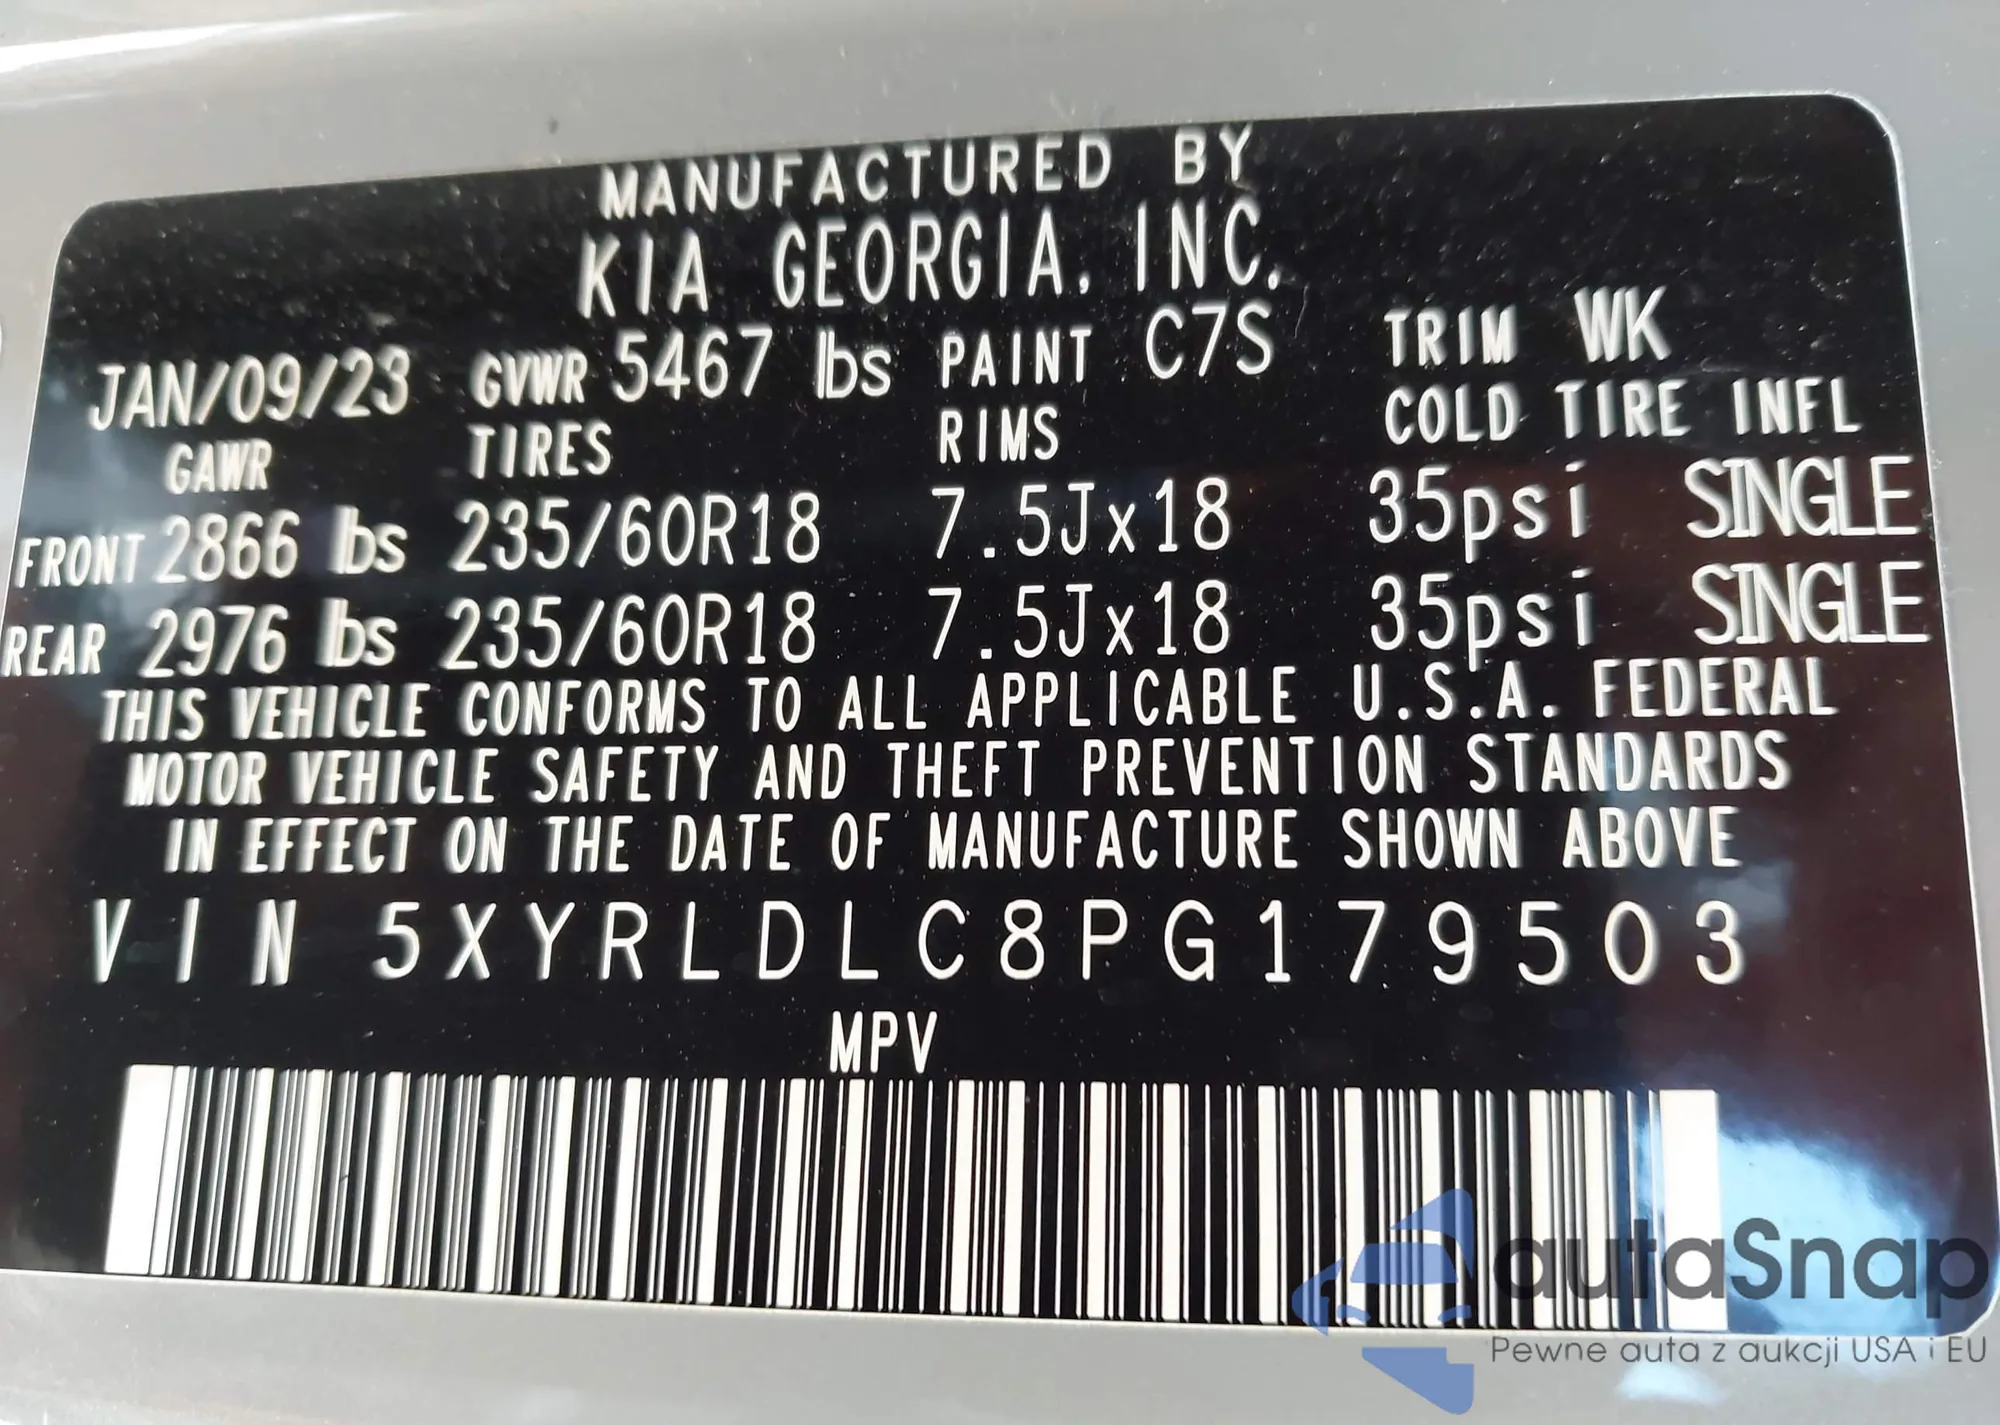 MANUFACTURED BY
KIA GEORGIA, INC.
JAN/09/23 GVWR 5467 lbs PAINT C7S TRIM WK
GAWR TIRES RIMS COLD TIRE INFL
FRONT 2866 lbs 235/60R18 7.5Jx18 35psi SINGLE
REAR 2976 lbs 235/60R18 7.5Jx18 35psi SINGLE
THIS VEHICLE CONFORMS TO ALL APPLICABLE U.S.A. FEDERAL
MOTOR VEHICLE SAFETY AND THEFT PREVENTION STANDARDS
IN EFFECT ON THE DATE OF MANUFACTURE SHOWN ABOVE
VIN 5XYRLDLC8PG179503
MPV
autaSnap
Pewne auta z aukcji USA i EU